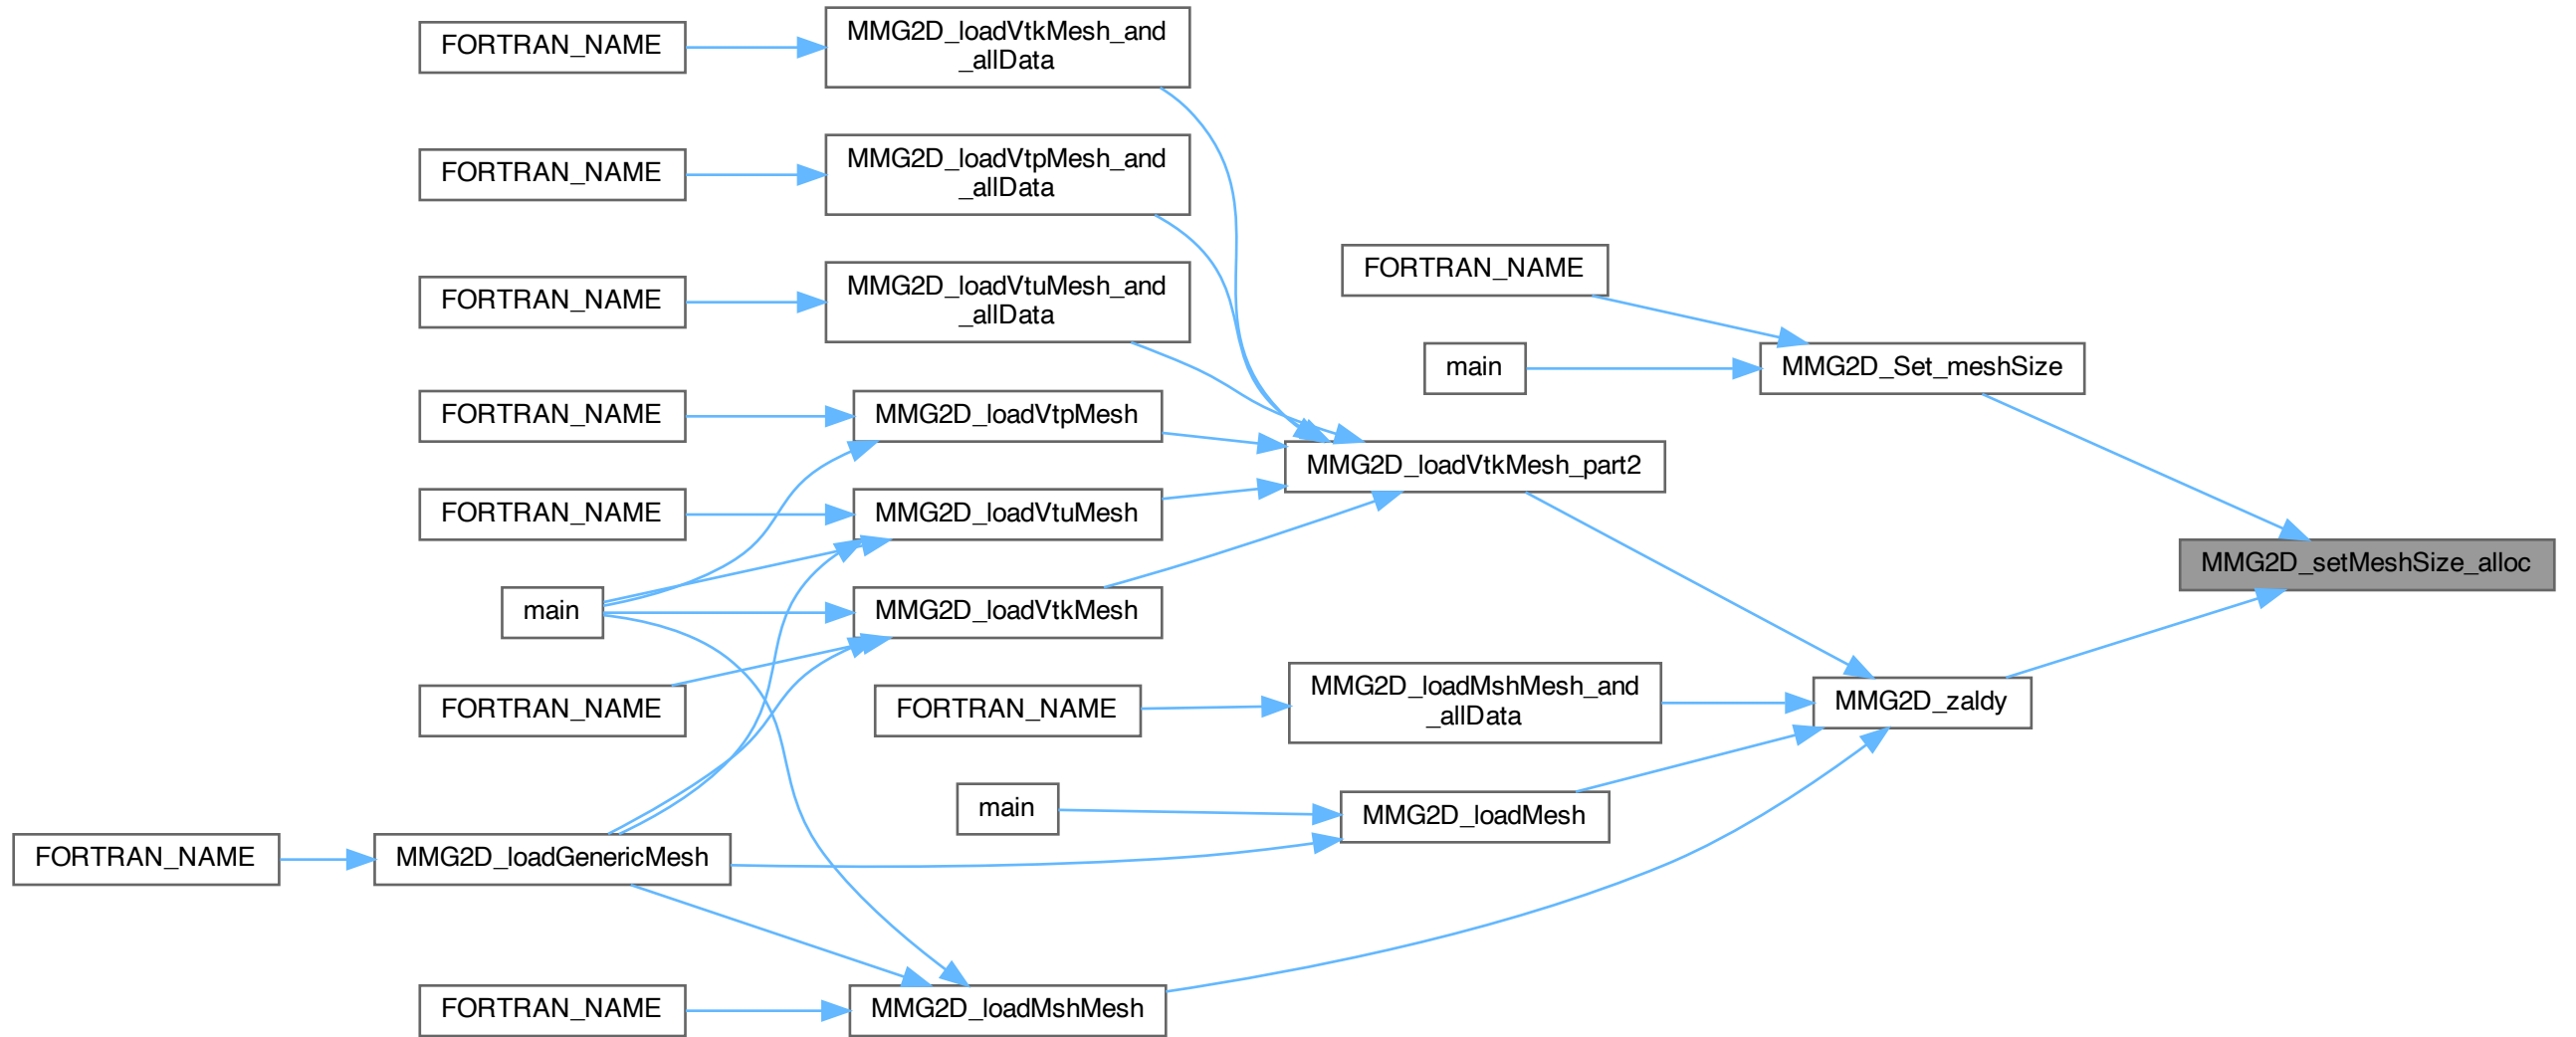 FORTRAN_NAME
MMG2D_loadVtkMesh_and
_allData
FORTRAN_NAME
MMG2D_loadVtpMesh_and
_allData
FORTRAN_NAME
MMG2D_loadVtuMesh_and
_allData
FORTRAN_NAME
main
MMG2D_Set_meshSize
FORTRAN_NAME
MMG2D_loadVtpMesh
MMG2D_loadVtkMesh_part2
FORTRAN_NAME
MMG2D_loadVtuMesh
MMG2D_setMeshSize_alloc
main
MMG2D_loadVtkMesh
FORTRAN_NAME
FORTRAN_NAME
MMG2D_loadMshMesh_and
_allData
MMG2D_zaldy
main
MMG2D_loadMesh
FORTRAN_NAME
MMG2D_loadGenericMesh
FORTRAN_NAME
MMG2D_loadMshMesh